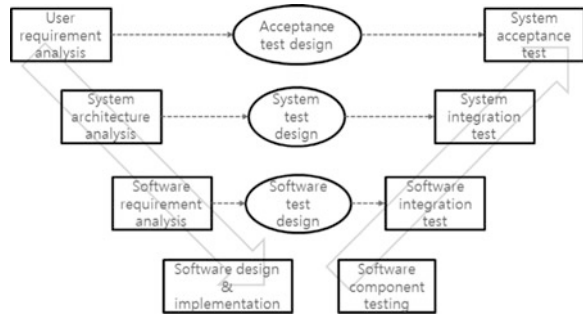 User
requirement
analysis
Acceptance
test design
System
acceptance
test
System
architecture
analysis
System
test
design
System
integration
test
Software
requirement
analysis
Software test
design
Software
integration
test
Software design
&
implementation
Software
component
testing